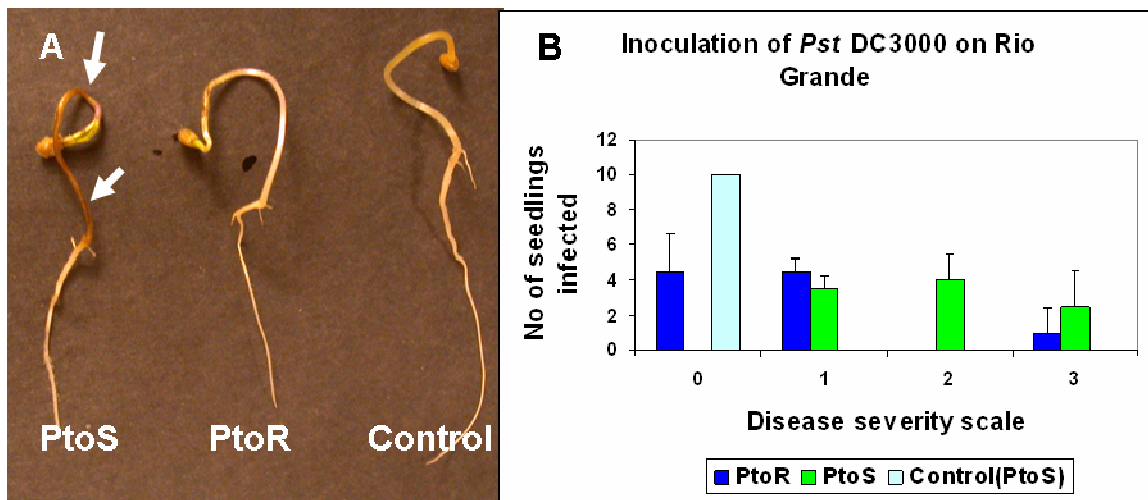 A
PtoS
PtoR
Control
B
Inoculation of Pst DC3000 on Rio
Grande
No of seedlings
infected
12
10
8
6
4
2
0
0
1
2
3
Disease severity scale
PtoR
PtoS
Control(PtoS)